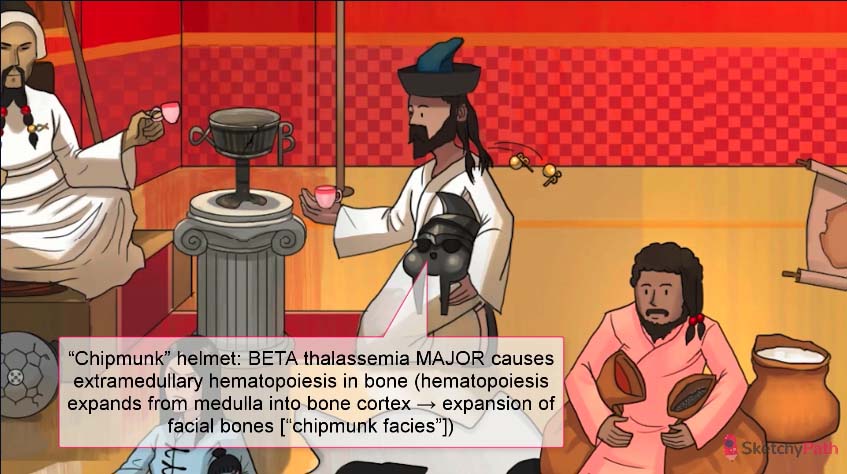 “Chipmunk” helmet: BETA thalassemia MAJOR causes
extramedullary hematopoiesis in bone (hematopoiesis
expands from medulla into bone cortex → expansion of
facial bones [“chipmunk facies”])
SketchyPath